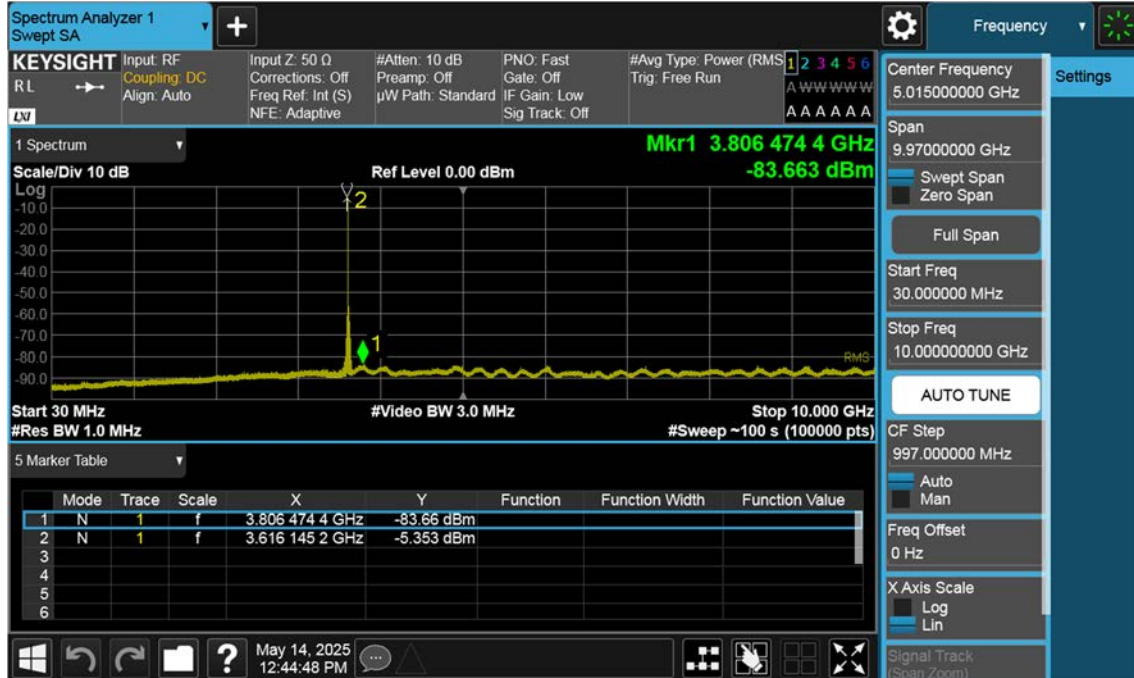 Spectrum Analyzer 1
Swept SA
+
Frequency
KEYSIGHT
RL
LXI
Input: RF
Coupling: DC
Align: Auto
Input Z: 50 Ω
Corrections: Off
Freq Ref: Int (S)
NFE: Adaptive
#Atten: 10 dB
Preamp: Off
µW Path: Standard
PNO: Fast
Gate: Off
IF Gain: Low
Sig Track: Off
#Avg Type: Power (RMS
Trig: Free Run
1 2 3 4 5 6
A W W W W W
A A A A A A
1 Spectrum
Scale/Div 10 dB
Ref Level 0.00 dBm
Mkr1 3.806 474 4 GHz
-83.663 dBm
Log
-10.0
-20.0
-30.0
-40.0
-60.0
-70.0
-80.0
-90.0
2
1
RMS
Start 30 MHz
#Video BW 3.0 MHz
Stop 10.000 GHz
#Res BW 1.0 MHz
#Sweep ~100 s (100000 pts)
5 Marker Table
Mode Trace Scale X Y Function Function Width Function Value
1 N 1 f 3.806 474 4 GHz -83.66 dBm
2 N 1 f 3.616 145 2 GHz -5.353 dBm
3
4
5
6
?
May 14, 2025
12:44:48 PM
Settings
Center Frequency
5.015000000 GHz
Span
9.97000000 GHz
Swept Span
Zero Span
Full Span
Start Freq
30.000000 MHz
Stop Freq
10.000000000 GHz
AUTO TUNE
CF Step
997.000000 MHz
Auto
Man
Freq Offset
0 Hz
X Axis Scale
Log
Lin
Signal Track
(Span Zoom)